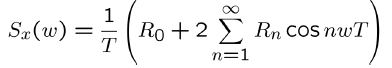 $S_x(w) = \frac{1}{T} \left( R_0 + 2 \sum_{n=1}^{\infty} R_n \cos nwT \right)$